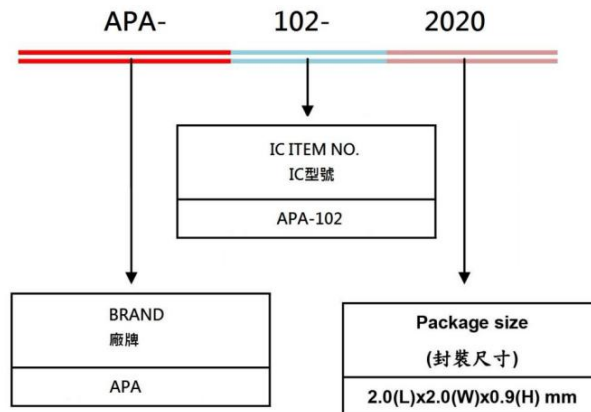 APA- 102- 2020
IC ITEM NO.
IC型號
APA-102
BRAND
廠牌
APA
Package size
(封裝尺寸)
2.0(L)x2.0(W)x0.9(H) mm